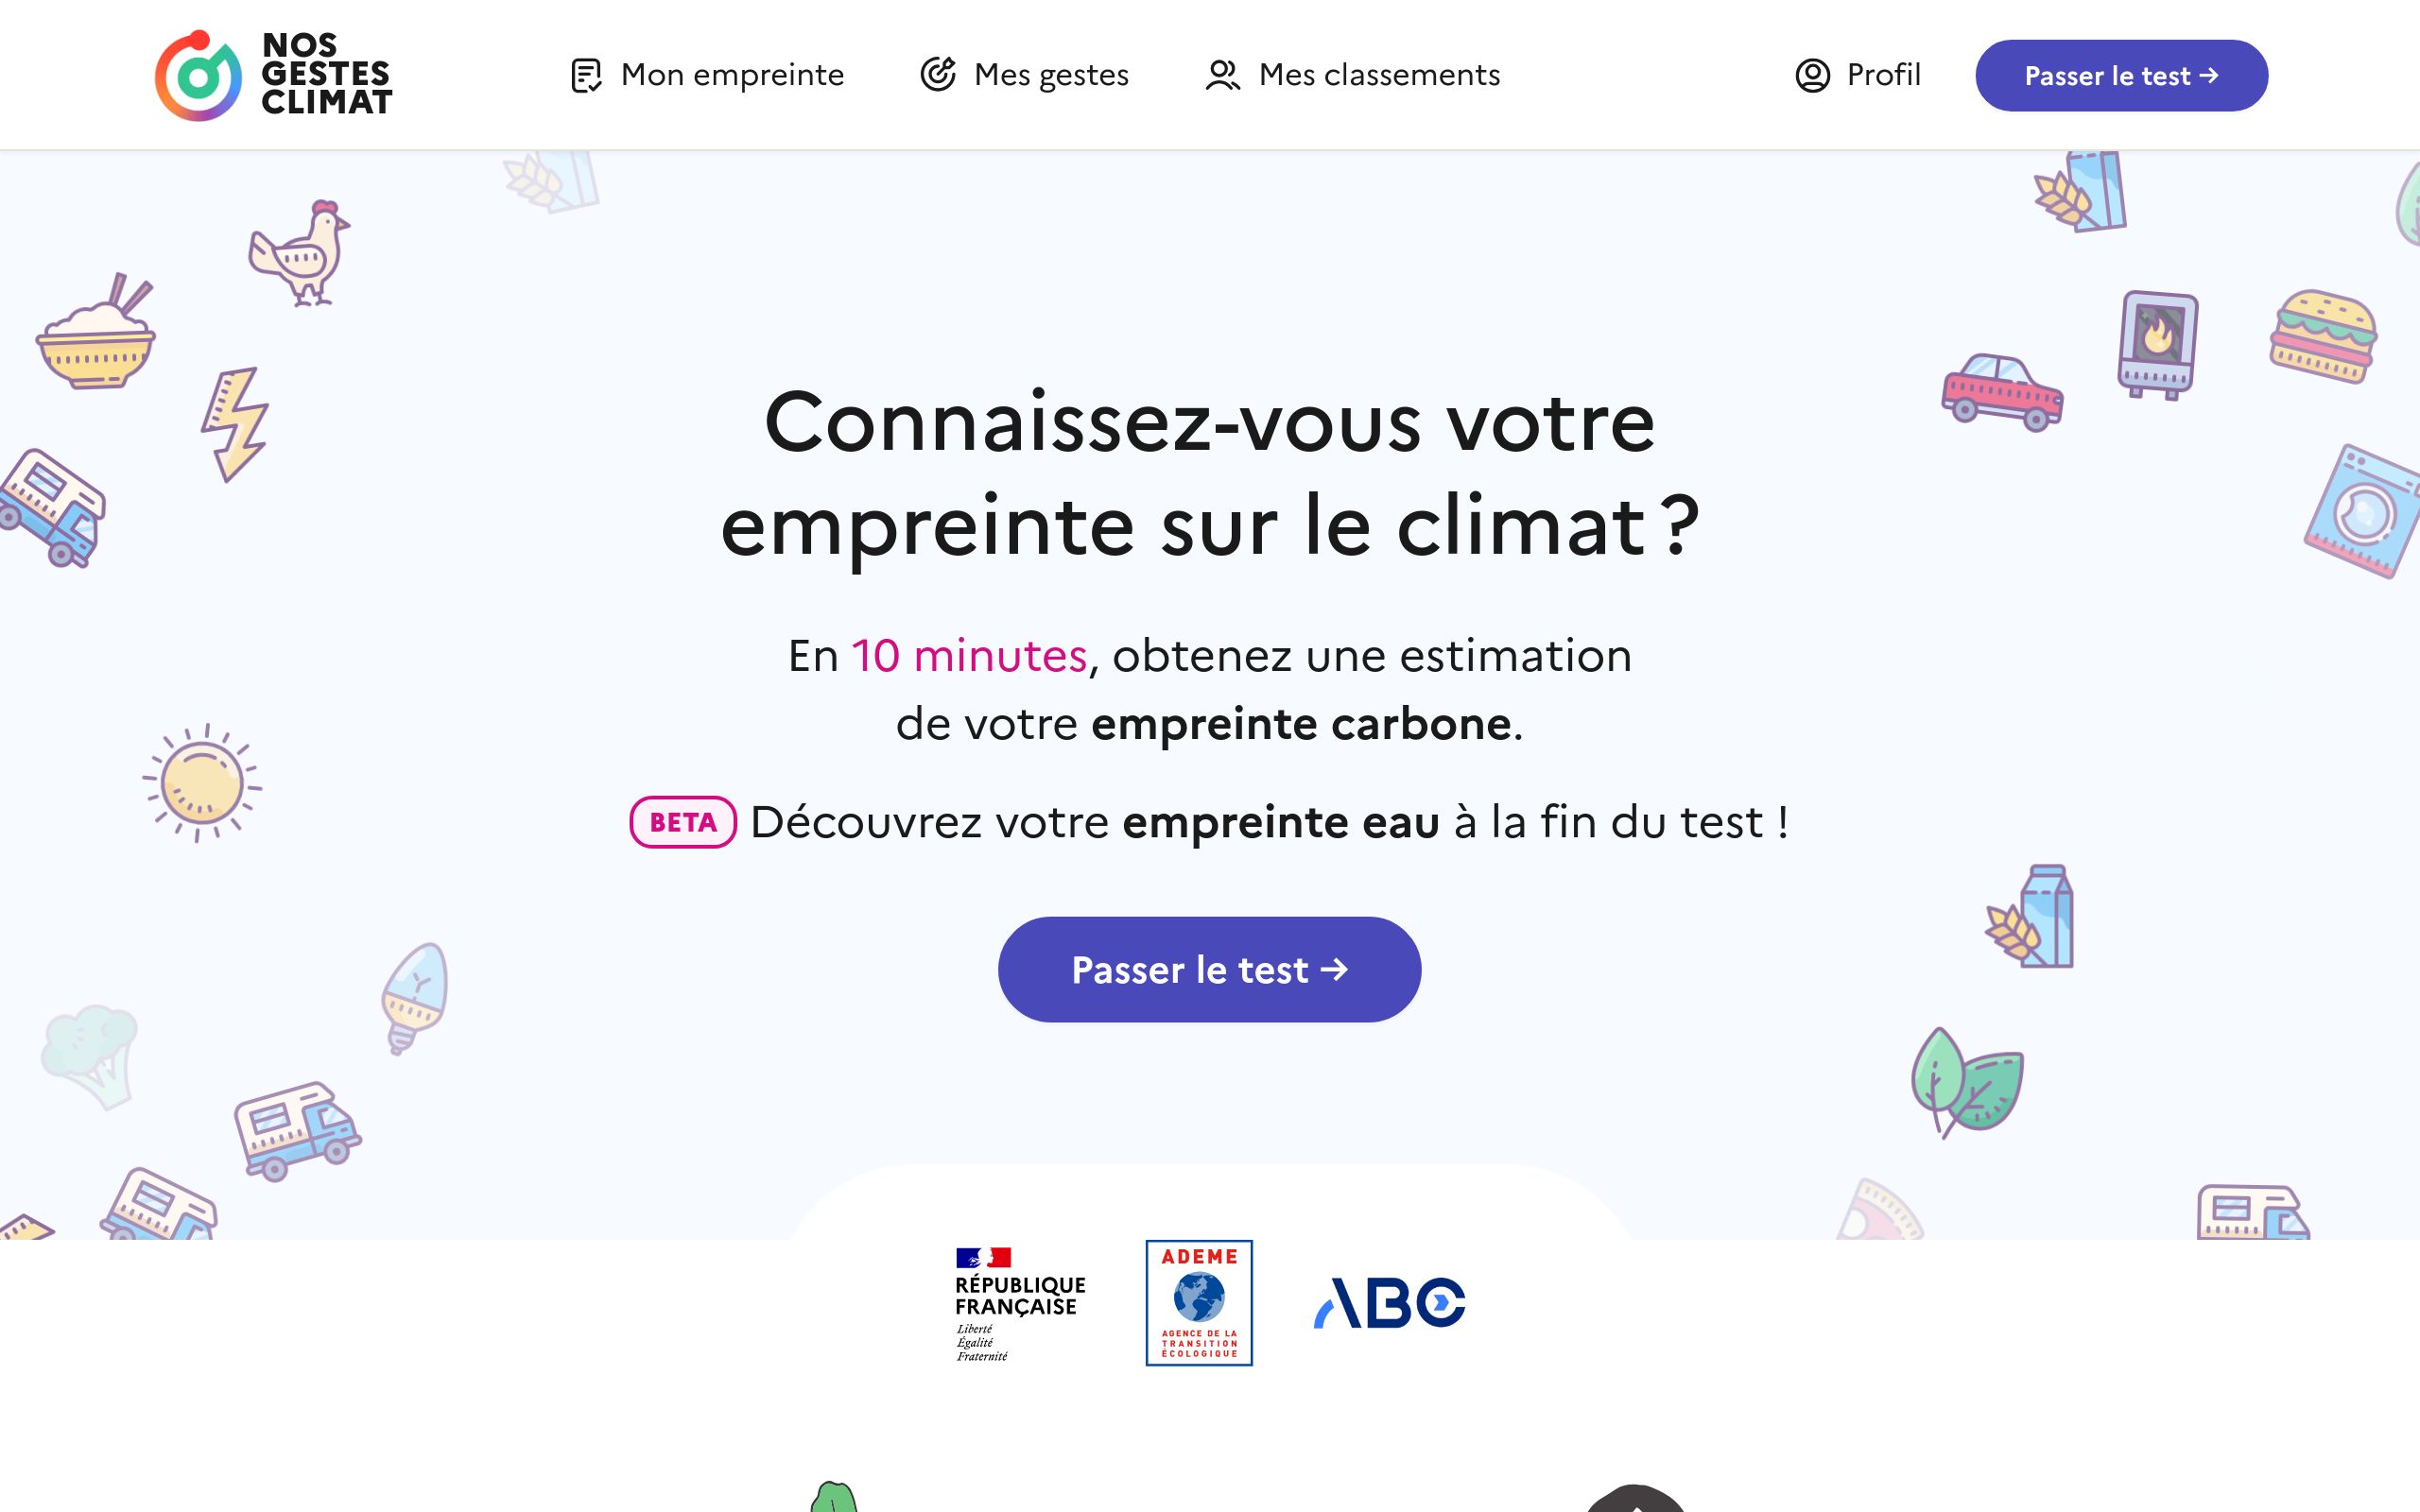 NOS
GESTES
CLIMAT
Mon empreinte
Mes gestes
Mes classements
Profil
Passer le test →
Connaissez-vous votre
empreinte sur le climat ?
En 10 minutes, obtenez une estimation
de votre empreinte carbone.
BETA Découvrez votre empreinte eau à la fin du test !
Passer le test →
RÉPUBLIQUE
FRANÇAISE
Liberté
Égalité
Fraternité
ADEME
AGENCE DE LA
TRANSITION
ÉCOLOGIQUE
ABC